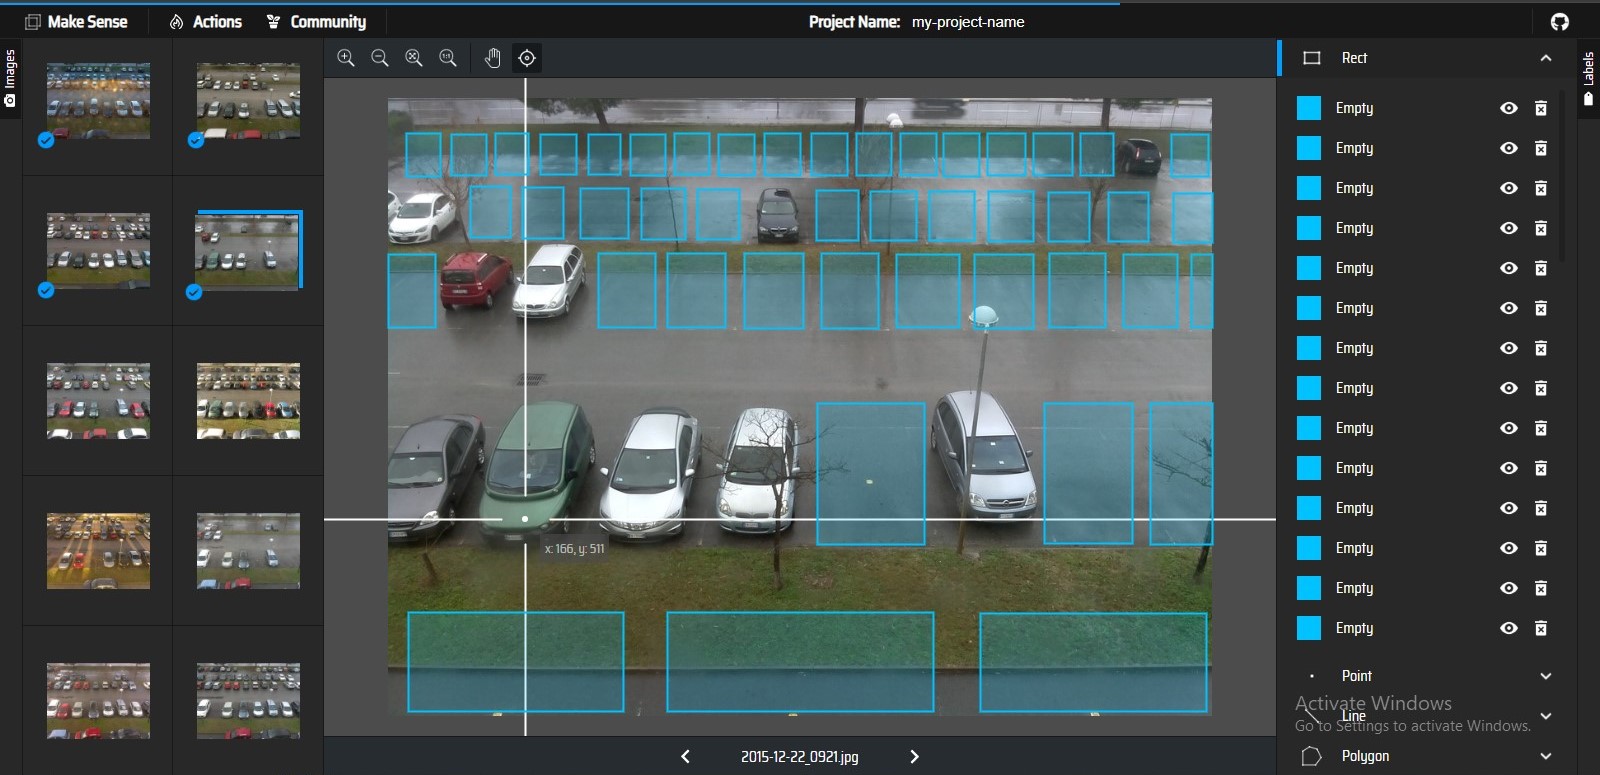 Make Sense
Actions
Community
Project Name: my-project-name
Images
1:1
Rect
Labels
Empty
Empty
Empty
Empty
Empty
Empty
Empty
Empty
Empty
Empty
Empty
Empty
Empty
Empty
x: 166, y: 511
Point
Activate Windows
Line
Go to Settings to activate Windows.
2015-12-22_0921.jpg
Polygon